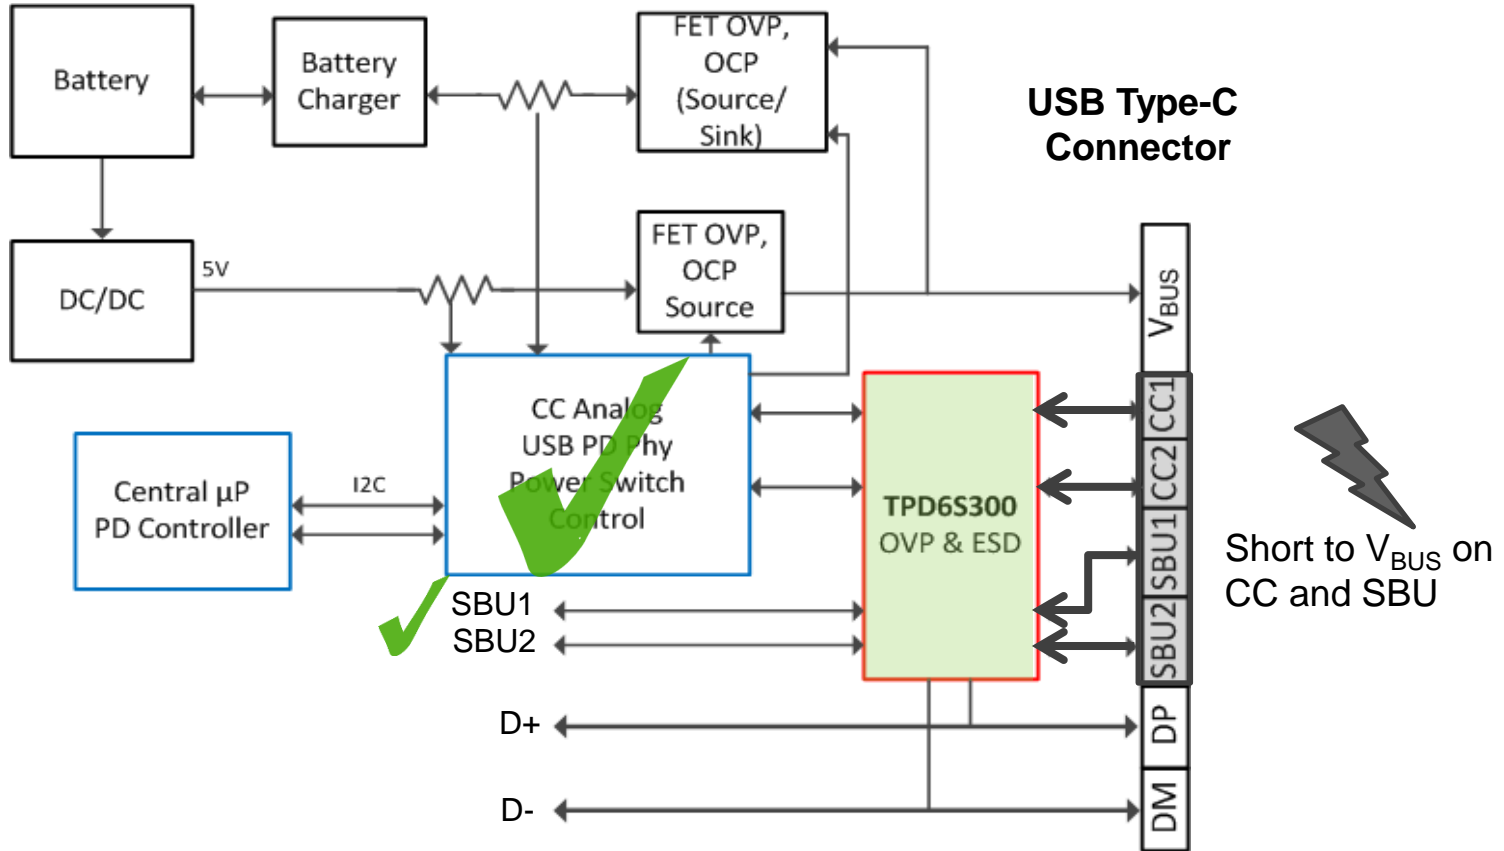 Battery
Battery
Charger
FET OVP,
OCP
(Source/
Sink)
USB Type-C
Connector
DC/DC
5V
FET OVP,
OCP
Source
VBUS
CC Analog
USB PD Phy
Power Switch
Control
Central µP
PD Controller
I2C
TPD6S300
OVP & ESD
CC1
CC2
SBU1
SBU2
DP
DM
Short to VBUS on
CC and SBU
SBU1
SBU2
D+
D-